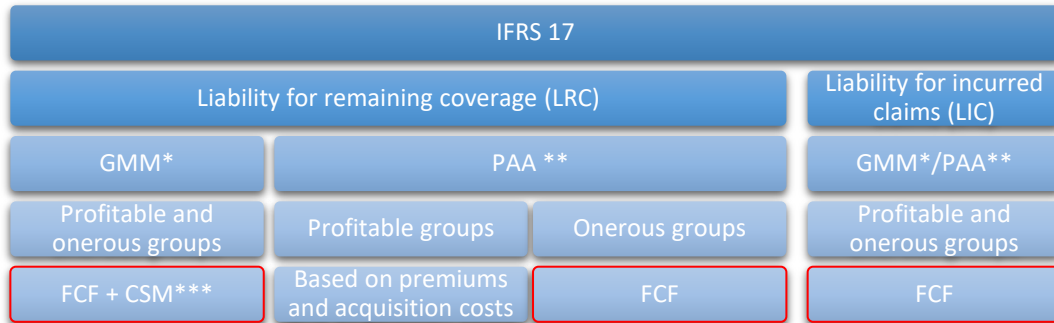 IFRS 17
Liability for remaining coverage (LRC)
Liability for incurred
claims (LIC)
GMM*
PAA **
GMM*/PAA**
Profitable and
onerous groups
Profitable groups
Onerous groups
Profitable and
onerous groups
FCF + CSM***
Based on premiums
and acquisition costs
FCF
FCF